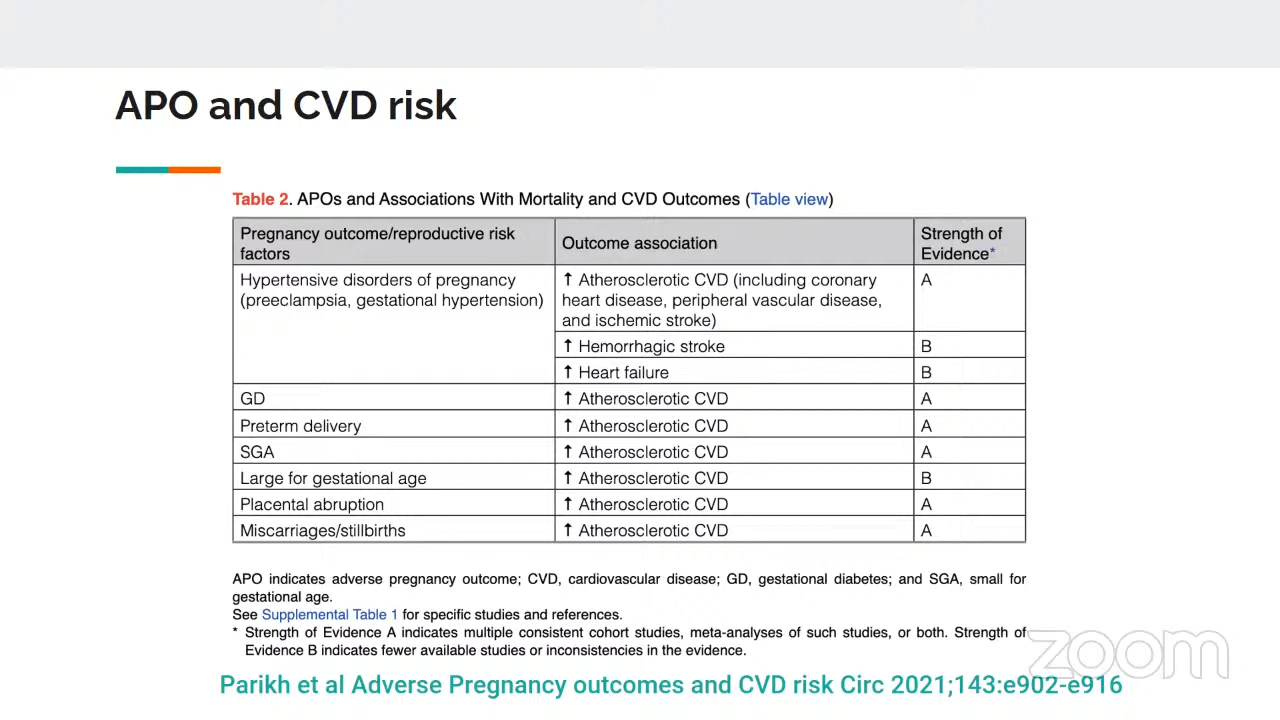 APO and CVD risk
Table 2. APOs and Associations With Mortality and CVD Outcomes (Table view)
Pregnancy outcome/reproductive risk factors
Outcome association
Strength of Evidence*
Hypertensive disorders of pregnancy (preeclampsia, gestational hypertension)
↑ Atherosclerotic CVD (including coronary heart disease, peripheral vascular disease, and ischemic stroke)
A
↑ Hemorrhagic stroke
B
↑ Heart failure
B
GD
↑ Atherosclerotic CVD
A
Preterm delivery
↑ Atherosclerotic CVD
A
SGA
↑ Atherosclerotic CVD
A
Large for gestational age
↑ Atherosclerotic CVD
B
Placental abruption
↑ Atherosclerotic CVD
A
Miscarriages/stillbirths
↑ Atherosclerotic CVD
A
APO indicates adverse pregnancy outcome; CVD, cardiovascular disease; GD, gestational diabetes; and SGA, small for
gestational age.
See Supplemental Table 1 for specific studies and references.
* Strength of Evidence A indicates multiple consistent cohort studies, meta-analyses of such studies, or both. Strength of
Evidence B indicates fewer available studies or inconsistencies in the evidence.
zoom
Parikh et al Adverse Pregnancy outcomes and CVD risk Circ 2021;143:e902-e916